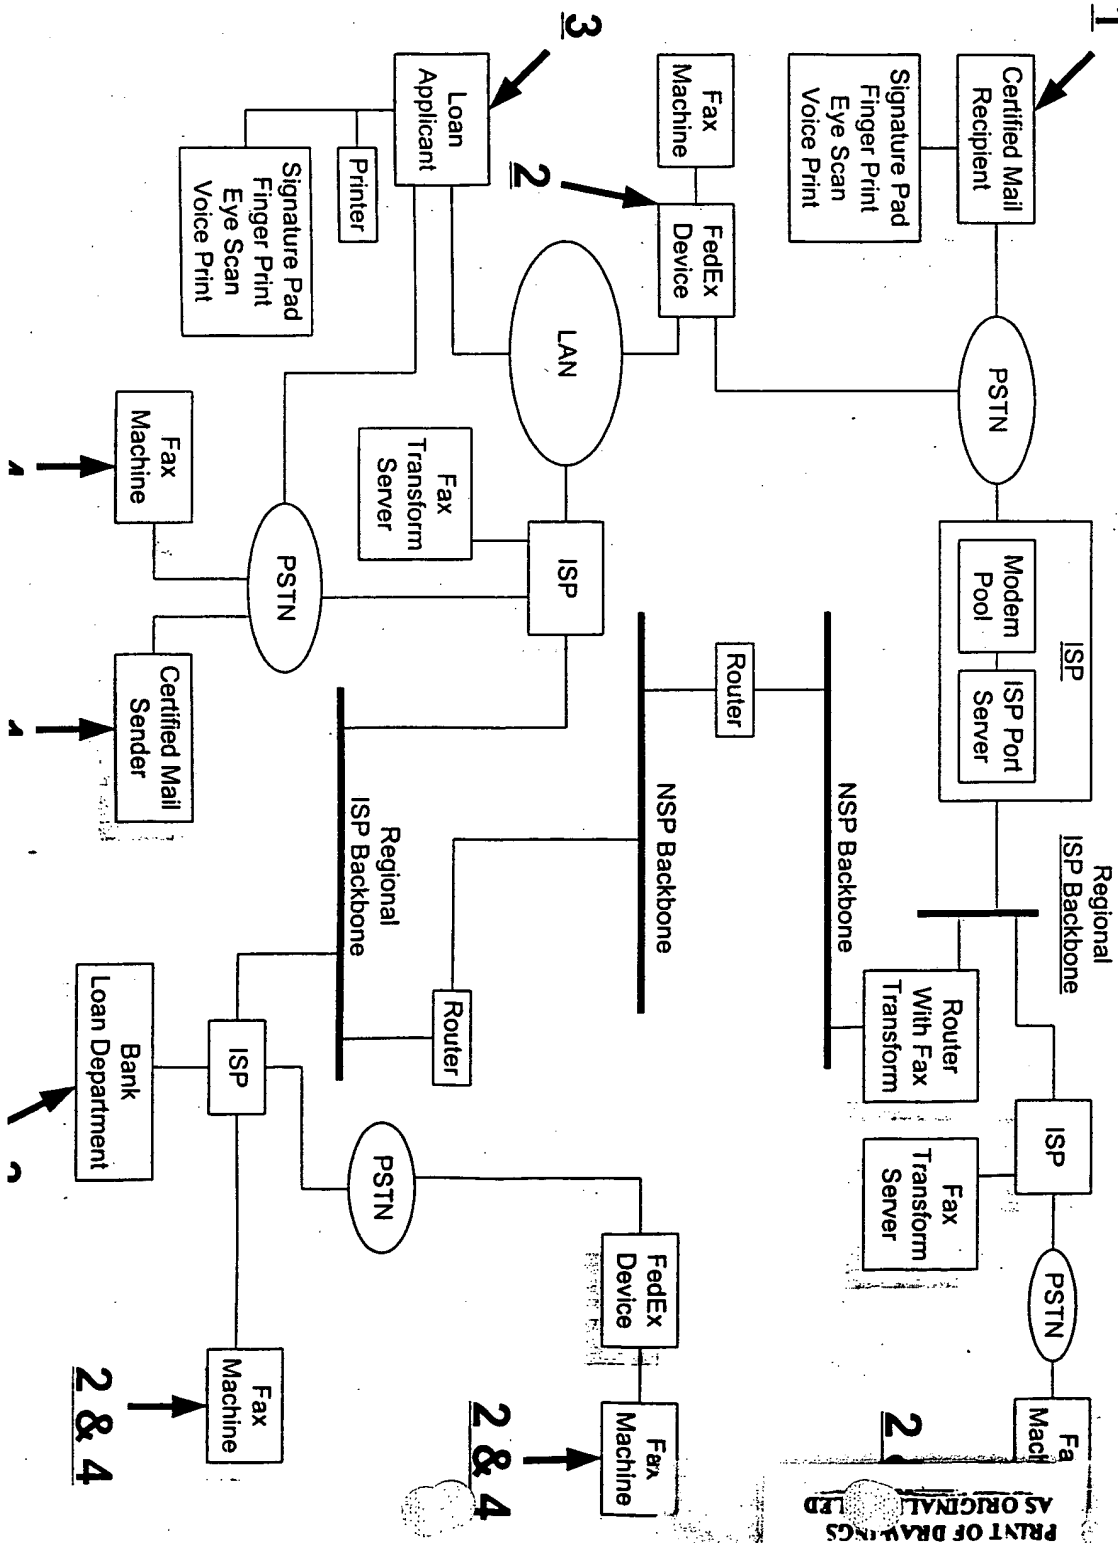 1
Certified Mail
Recipient
Signature Pad
Finger Print
Eye Scan
Voice Print
PSTN
ISP
Modem
Pool
ISP Port
Server
Regional
ISP Backbone
Router
With Fax
Transform
ISP
Fax
Transform
Server
PSTN
Fa
Mach
2
Fax
Machine
2
FedEx
Device
NSP Backbone
Router
NSP Backbone
3
Loan
Applicant
Printer
Signature Pad
Finger Print
Eye Scan
Voice Print
LAN
Fax
Transform
Server
ISP
PSTN
Fax
Machine
Certified Mail
Sender
Regional
ISP Backbone
Router
ISP
Bank
Loan Department
PSTN
FedEx
Device
Fax
Machine
2 & 4
Fax
Machine
2 & 4
PRINT OF DRAWINGS
AS ORIGINAL